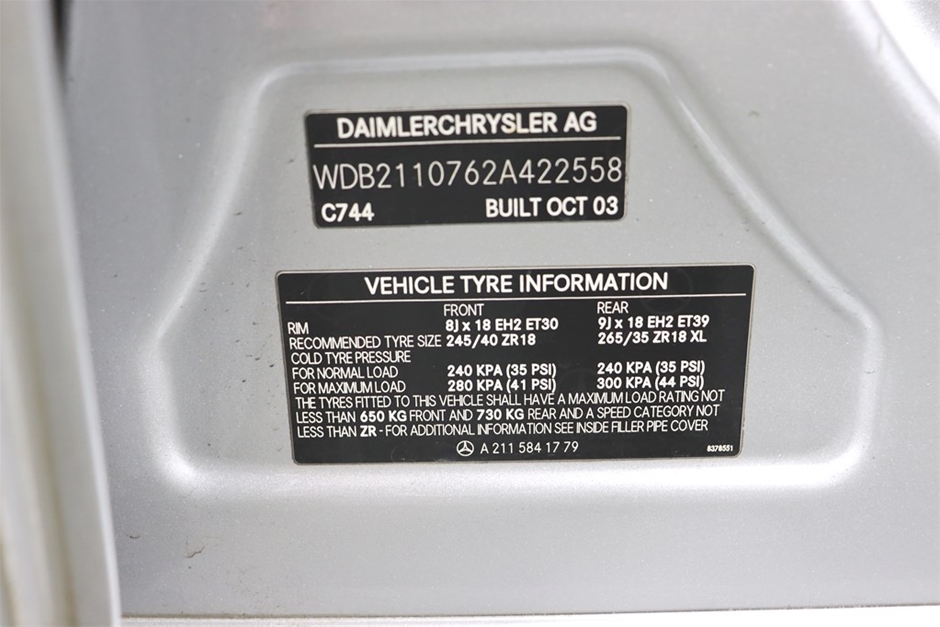 DAIMLERCHRYSLER AG
WDB2110762A422558
C744 BUILT OCT 03
VEHICLE TYRE INFORMATION
FRONT REAR
RIM 8J x 18 EH2 ET30 9J x 18 EH2 ET39
RECOMMENDED TYRE SIZE 245/40 ZR18 265/35 ZR18 XL
COLD TYRE PRESSURE
FOR NORMAL LOAD 240 KPA (35 PSI) 240 KPA (35 PSI)
FOR MAXIMUM LOAD 280 KPA (41 PSI) 300 KPA (44 PSI)
THE TYRES FITTED TO THIS VEHICLE SHALL HAVE A MAXIMUM LOAD RATING NOT
LESS THAN 650 KG FRONT AND 730 KG REAR AND A SPEED CATEGORY NOT
LESS THAN ZR - FOR ADDITIONAL INFORMATION SEE INSIDE FILLER PIPE COVER
A 211 584 17 79 8378551